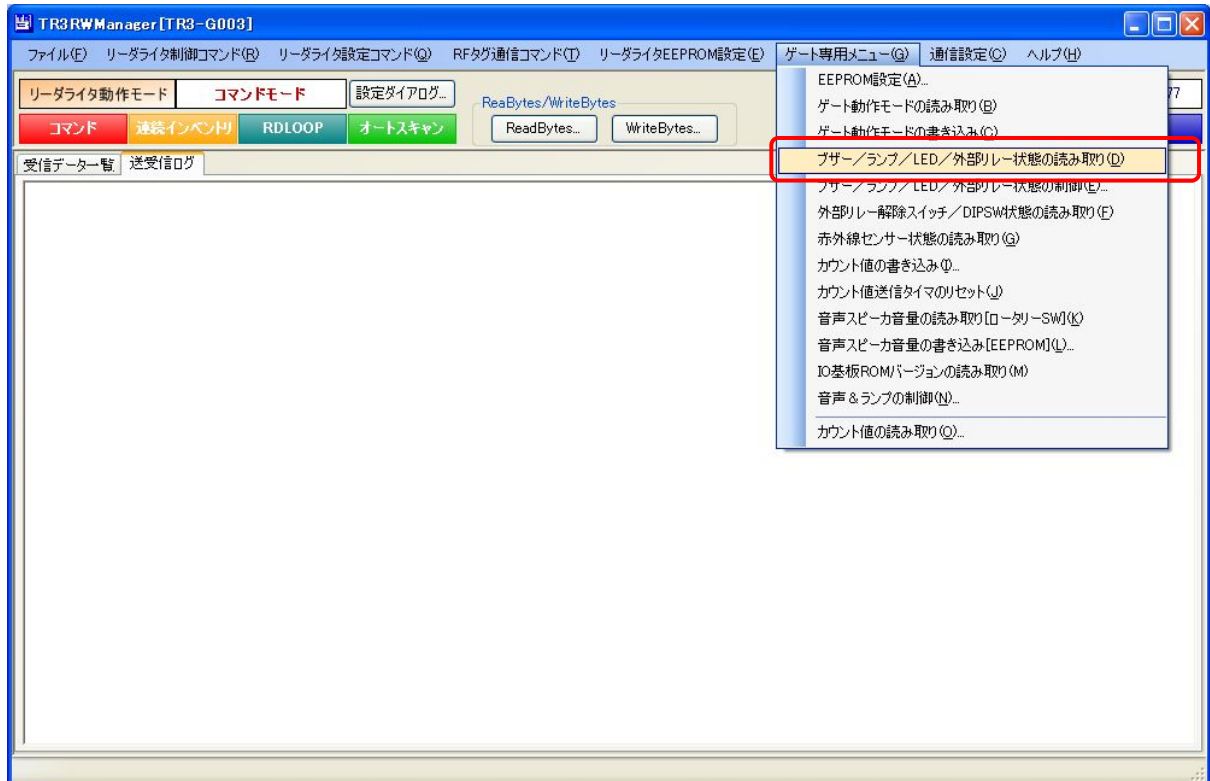 TR3RWManager[TR3-G003]
ファイル(F) リーダライタ制御コマンド(R) リーダライタ設定コマンド(Q) RFタグ通信コマンド(T) リーダライタEEPROM設定(E) ゲート専用メニュー(G) 通信設定(C) ヘルプ(H)
リーダライタ動作モード コマンドモード 設定ダイアログ... ReaBytes/WriteBytes 77
コマンド 連続インベントリ RDLOOP オートスキャン ReadBytes... WriteBytes...
受信データ一覧 送受信ログ
EEPROM設定(A)...
ゲート動作モードの読み取り(B)
ゲート動作モードの書き込み(C)
ブザー/ランプ/LED/外部リレー状態の読み取り(D)
ブザー/ランプ/LED/外部リレー状態の制御(E)...
外部リレー解除スイッチ/DIPSW状態の読み取り(F)
赤外線センサー状態の読み取り(G)
カウント値の書き込み(I)...
カウント値送信タイマのリセット(J)
音声スピーカ音量の読み取り[ロータリーSW](K)
音声スピーカ音量の書き込み[EEPROM](L)...
IO基板ROMバージョンの読み取り(M)
音声&ランプの制御(N)...
カウント値の読み取り(O)...